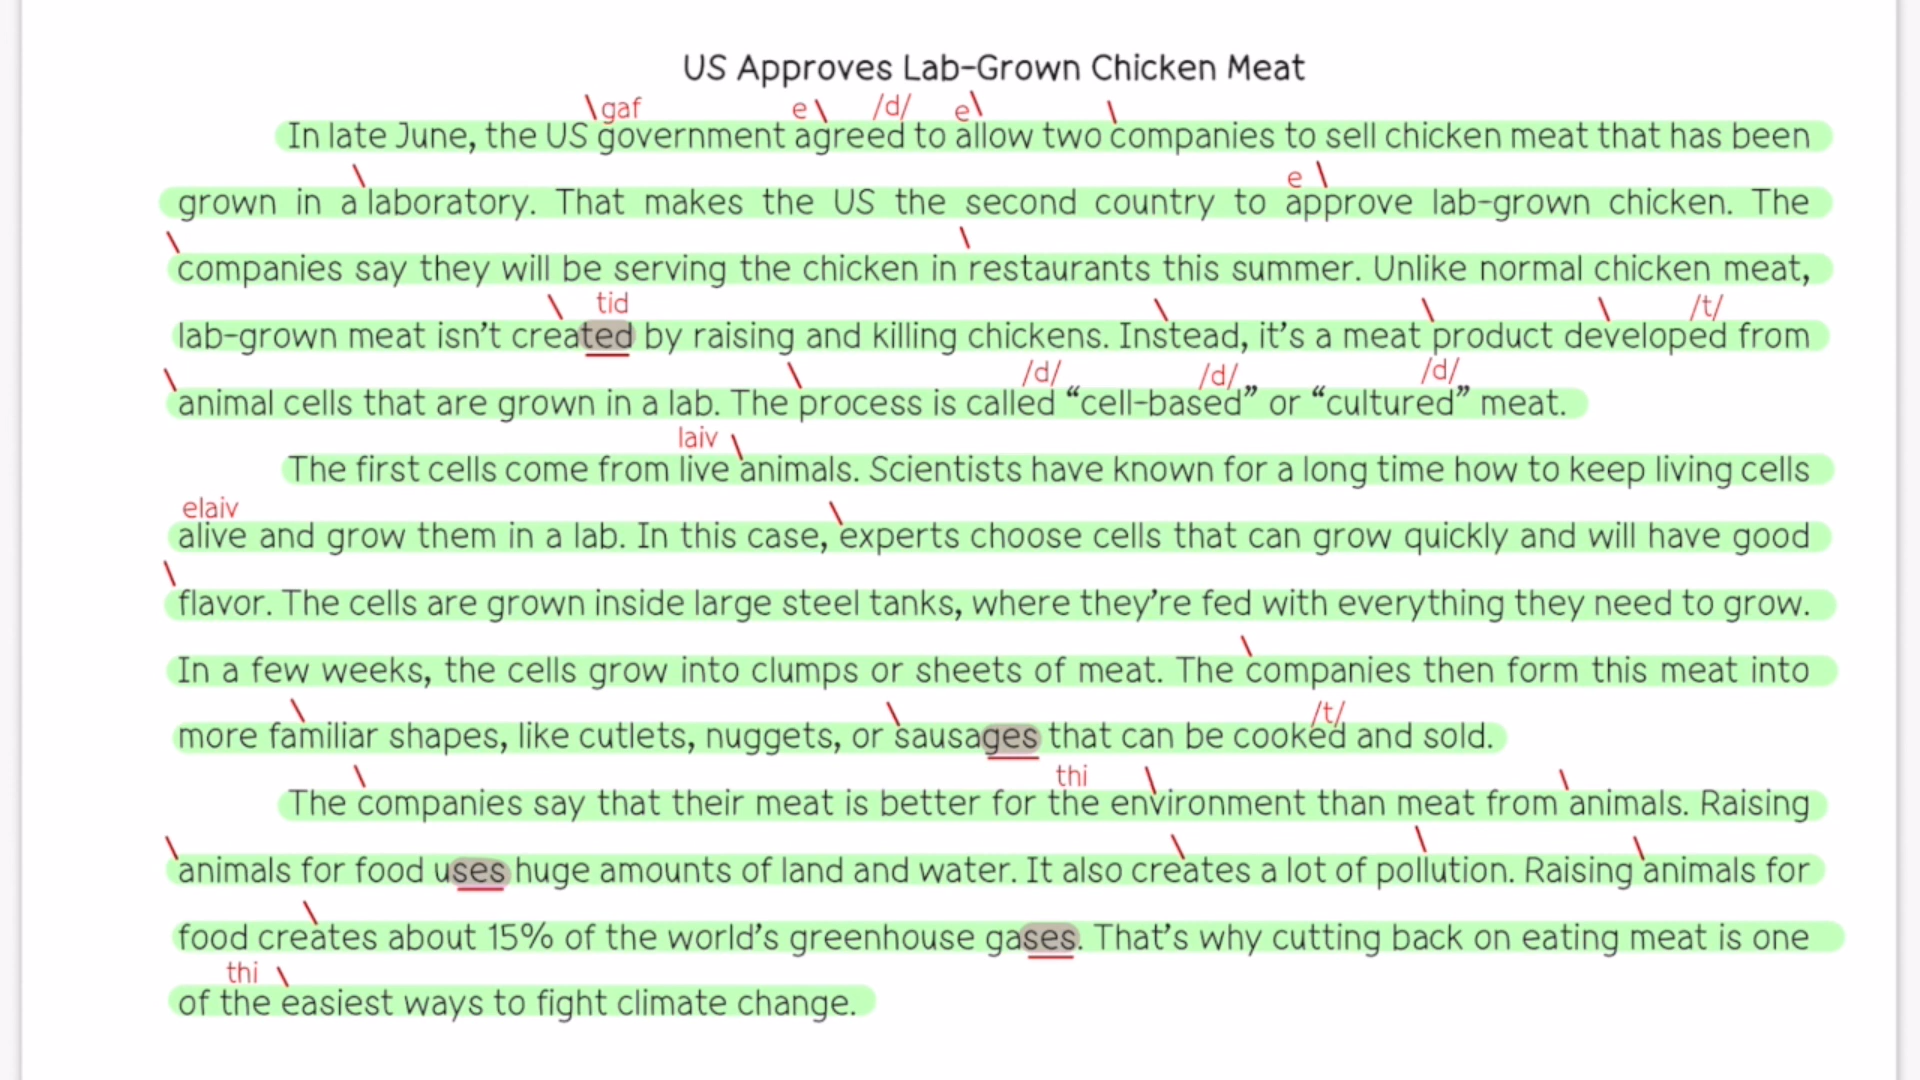 US Approves Lab-Grown Chicken Meat
\gaf e\ /d/ e\ \
In late June, the US government agreed to allow two companies to sell chicken meat that has been
\ e \
grown in a laboratory. That makes the US the second country to approve lab-grown chicken. The
\ \
companies say they will be serving the chicken in restaurants this summer. Unlike normal chicken meat,
\ tid \ \ \ /t/
lab-grown meat isn't created by raising and killing chickens. Instead, it's a meat product developed from
\ \ /d/ /d/ /d/
animal cells that are grown in a lab. The process is called “cell-based” or “cultured” meat.
laiv \
The first cells come from live animals. Scientists have known for a long time how to keep living cells
elaiv \
alive and grow them in a lab. In this case, experts choose cells that can grow quickly and will have good
\
flavor. The cells are grown inside large steel tanks, where they're fed with everything they need to grow.
\
In a few weeks, the cells grow into clumps or sheets of meat. The companies then form this meat into
\ \ /t/
more familiar shapes, like cutlets, nuggets, or sausages that can be cooked and sold.
\ thi \ \
The companies say that their meat is better for the environment than meat from animals. Raising
\ \ \ \
animals for food uses huge amounts of land and water. It also creates a lot of pollution. Raising animals for
\
food creates about 15% of the world's greenhouse gases. That's why cutting back on eating meat is one
thi \
of the easiest ways to fight climate change.